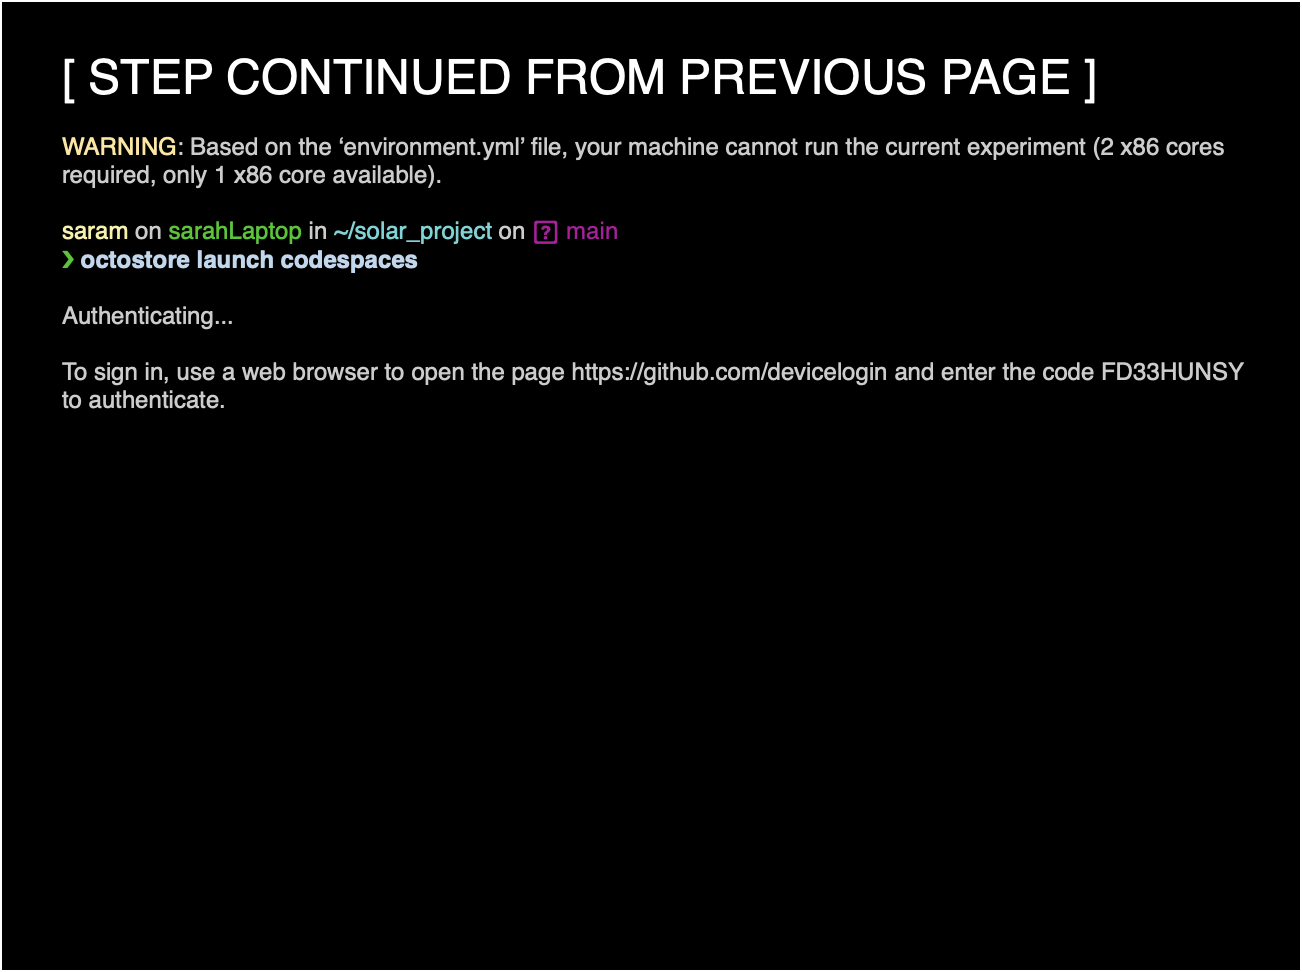 [ STEP CONTINUED FROM PREVIOUS PAGE ]
WARNING: Based on the ‘environment.yml’ file, your machine cannot run the current experiment (2 x86 cores
required, only 1 x86 core available).
saram on sarahLaptop in ~/solar_project on [?] main
❯ octostore launch codespaces
Authenticating...
To sign in, use a web browser to open the page https://github.com/devicelogin and enter the code FD33HUNSY
to authenticate.